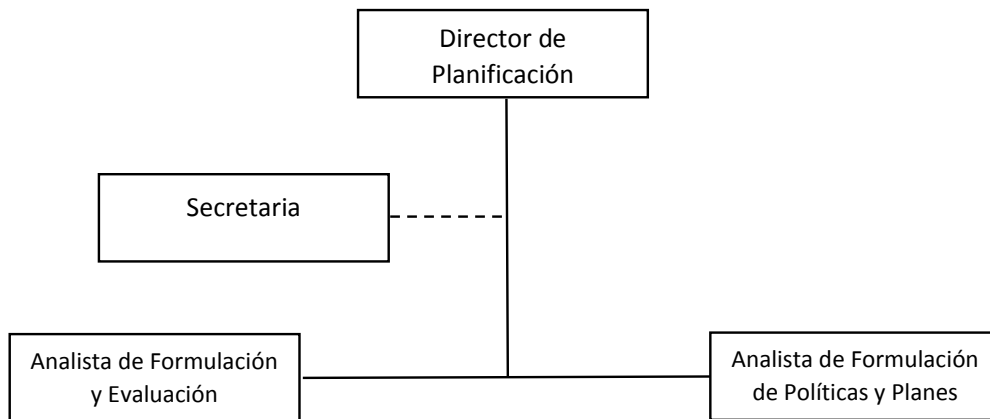 Director de
Planificación
Secretaria
Analista de Formulación
y Evaluación
Analista de Formulación
de Políticas y Planes